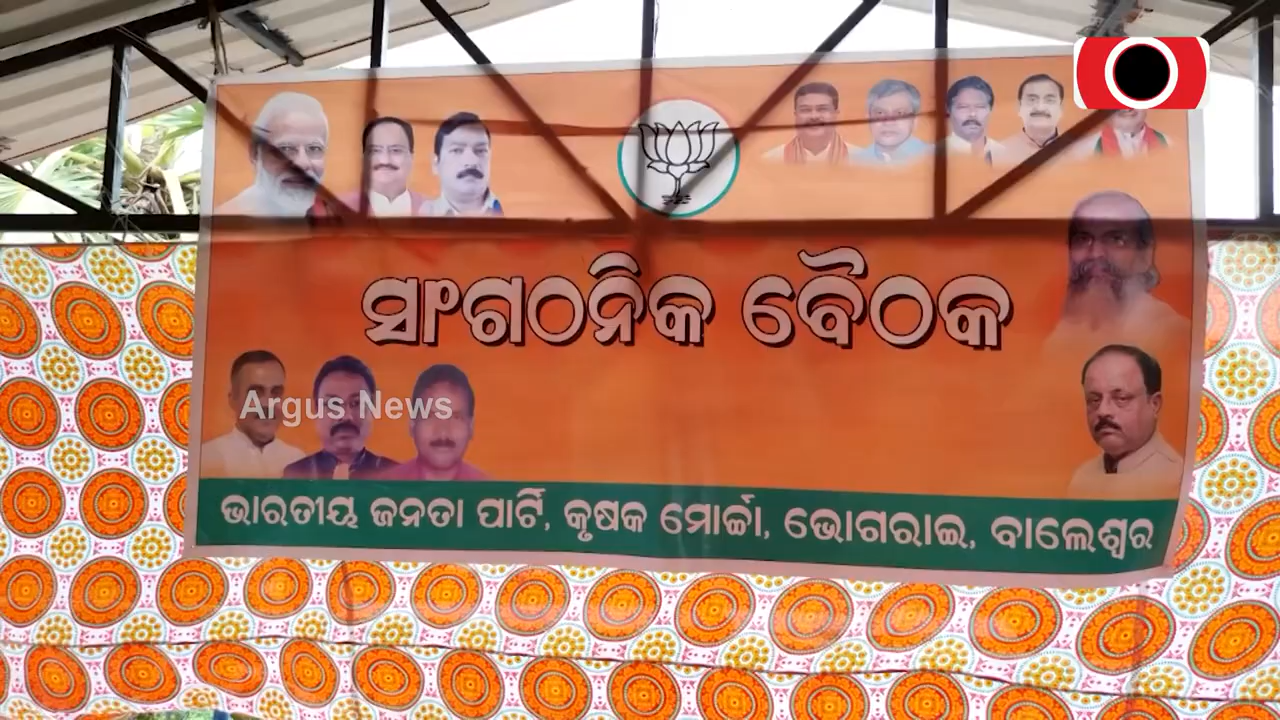 ସାଂଗଠନିକ ବୈଠକ
Argus News
ଭାରତୀୟ ଜନତା ପାର୍ଟି, କୃଷକ ମୋର୍ଚ୍ଚା, ଭୋଗରାଇ, ବାଲେଶ୍ୱର